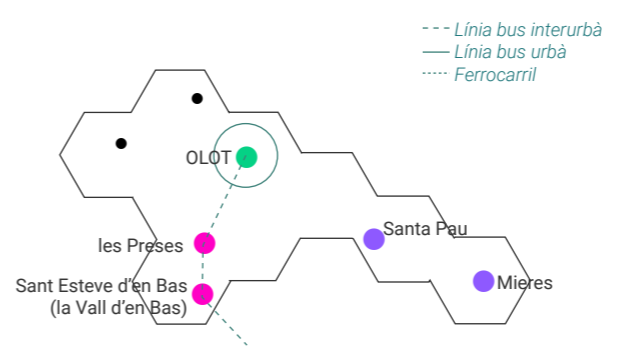 Línia bus interurbà
Línia bus urbà
Ferrocarril
OLOT
Santa Pau
les Preses
Mieres
Sant Esteve d'en Bas
(la Vall d'en Bas)